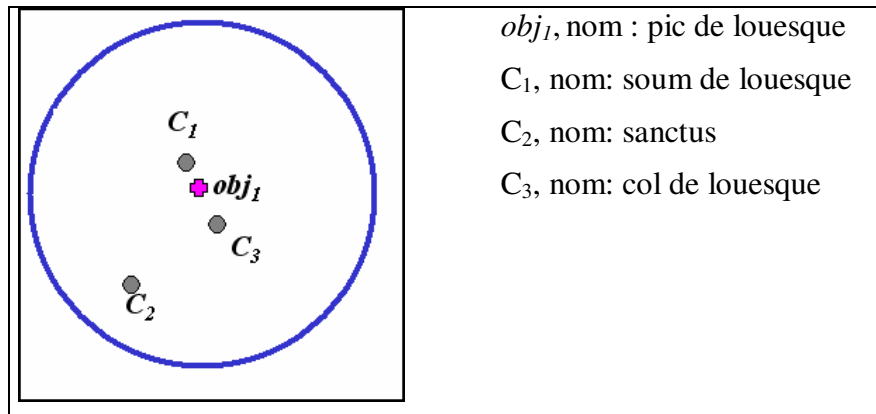 obj₁, nom : pic de louesque
C₁, nom: soum de louesque
C₂, nom: sanctus
C₃, nom: col de louesque
C₁
obj₁
C₃
C₂